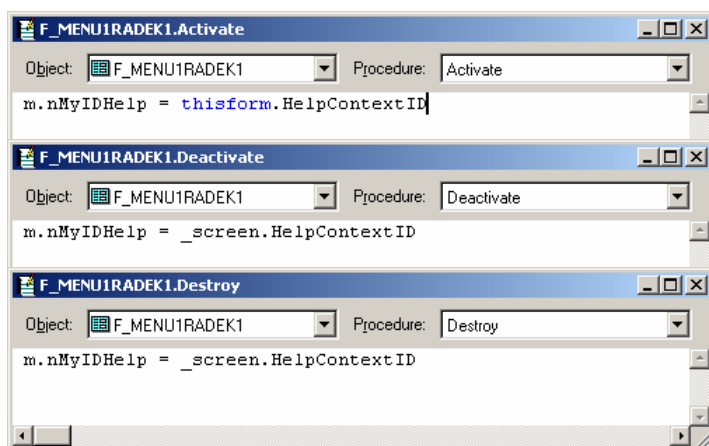 F_MENU1RADEK1.Activate
Object: F_MENU1RADEK1 Procedure: Activate
m.nMyIDHelp = thisform.HelpContextID
F_MENU1RADEK1.Deactivate
Object: F_MENU1RADEK1 Procedure: Deactivate
m.nMyIDHelp = _screen.HelpContextID
F_MENU1RADEK1.Destroy
Object: F_MENU1RADEK1 Procedure: Destroy
m.nMyIDHelp = _screen.HelpContextID